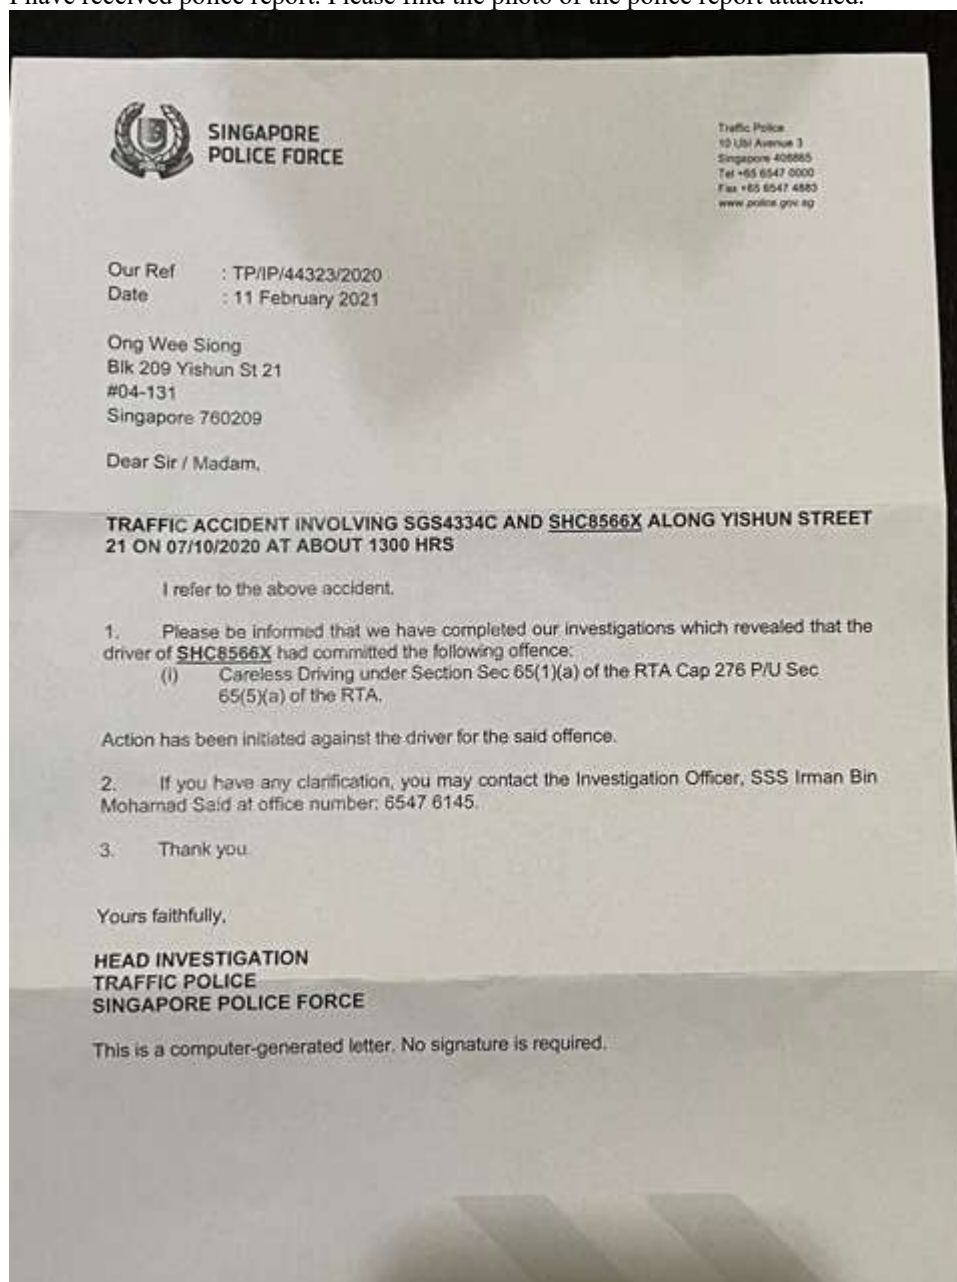 I have received police report. Please find the photo of the police report attached.
SINGAPORE
POLICE FORCE
Traffic Police
10 Ubi Avenue 3
Singapore 408865
Tel +65 6547 0000
Fax +65 6547 4883
www.police.gov.sg
Our Ref : TP/IP/44323/2020
Date : 11 February 2021
Ong Wee Siong
Blk 209 Yishun St 21
#04-131
Singapore 760209
Dear Sir / Madam,
TRAFFIC ACCIDENT INVOLVING SGS4334C AND SHC8566X ALONG YISHUN STREET
21 ON 07/10/2020 AT ABOUT 1300 HRS
I refer to the above accident.
1. Please be informed that we have completed our investigations which revealed that the
driver of SHC8566X had committed the following offence:
(i) Careless Driving under Section Sec 65(1)(a) of the RTA Cap 276 P/U Sec
65(5)(a) of the RTA.
Action has been initiated against the driver for the said offence.
2. If you have any clarification, you may contact the Investigation Officer, SSS Irman Bin
Mohamad Said at office number: 6547 6145.
3. Thank you.
Yours faithfully,
HEAD INVESTIGATION
TRAFFIC POLICE
SINGAPORE POLICE FORCE
This is a computer-generated letter. No signature is required.